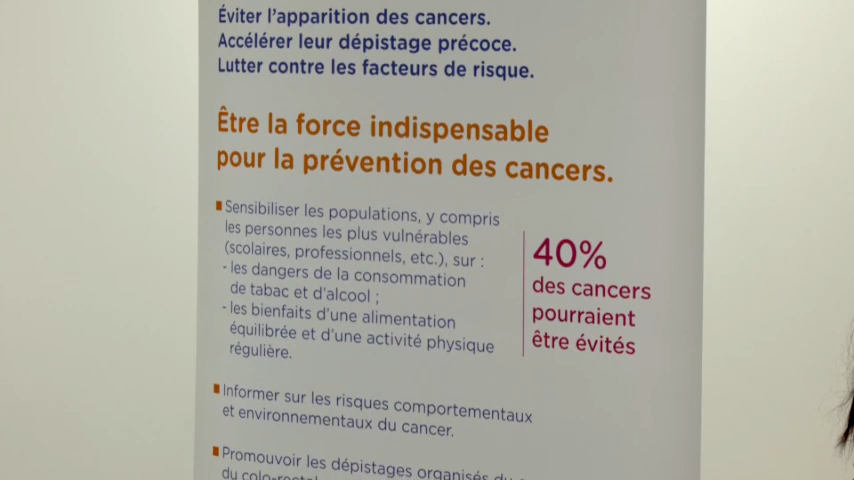 Éviter l'apparition des cancers.
Accélérer leur dépistage précoce.
Lutter contre les facteurs de risque.
Être la force indispensable
pour la prévention des cancers.
Sensibiliser les populations, y compris
les personnes les plus vulnérables
(scolaires, professionnels, etc.), sur :
- les dangers de la consommation
de tabac et d'alcool ;
- les bienfaits d'une alimentation
équilibrée et d'une activité physique
régulière.
40%
des cancers
pourraient
être évités
Informer sur les risques comportementaux
et environnementaux du cancer.
Promouvoir les dépistages organisés
du